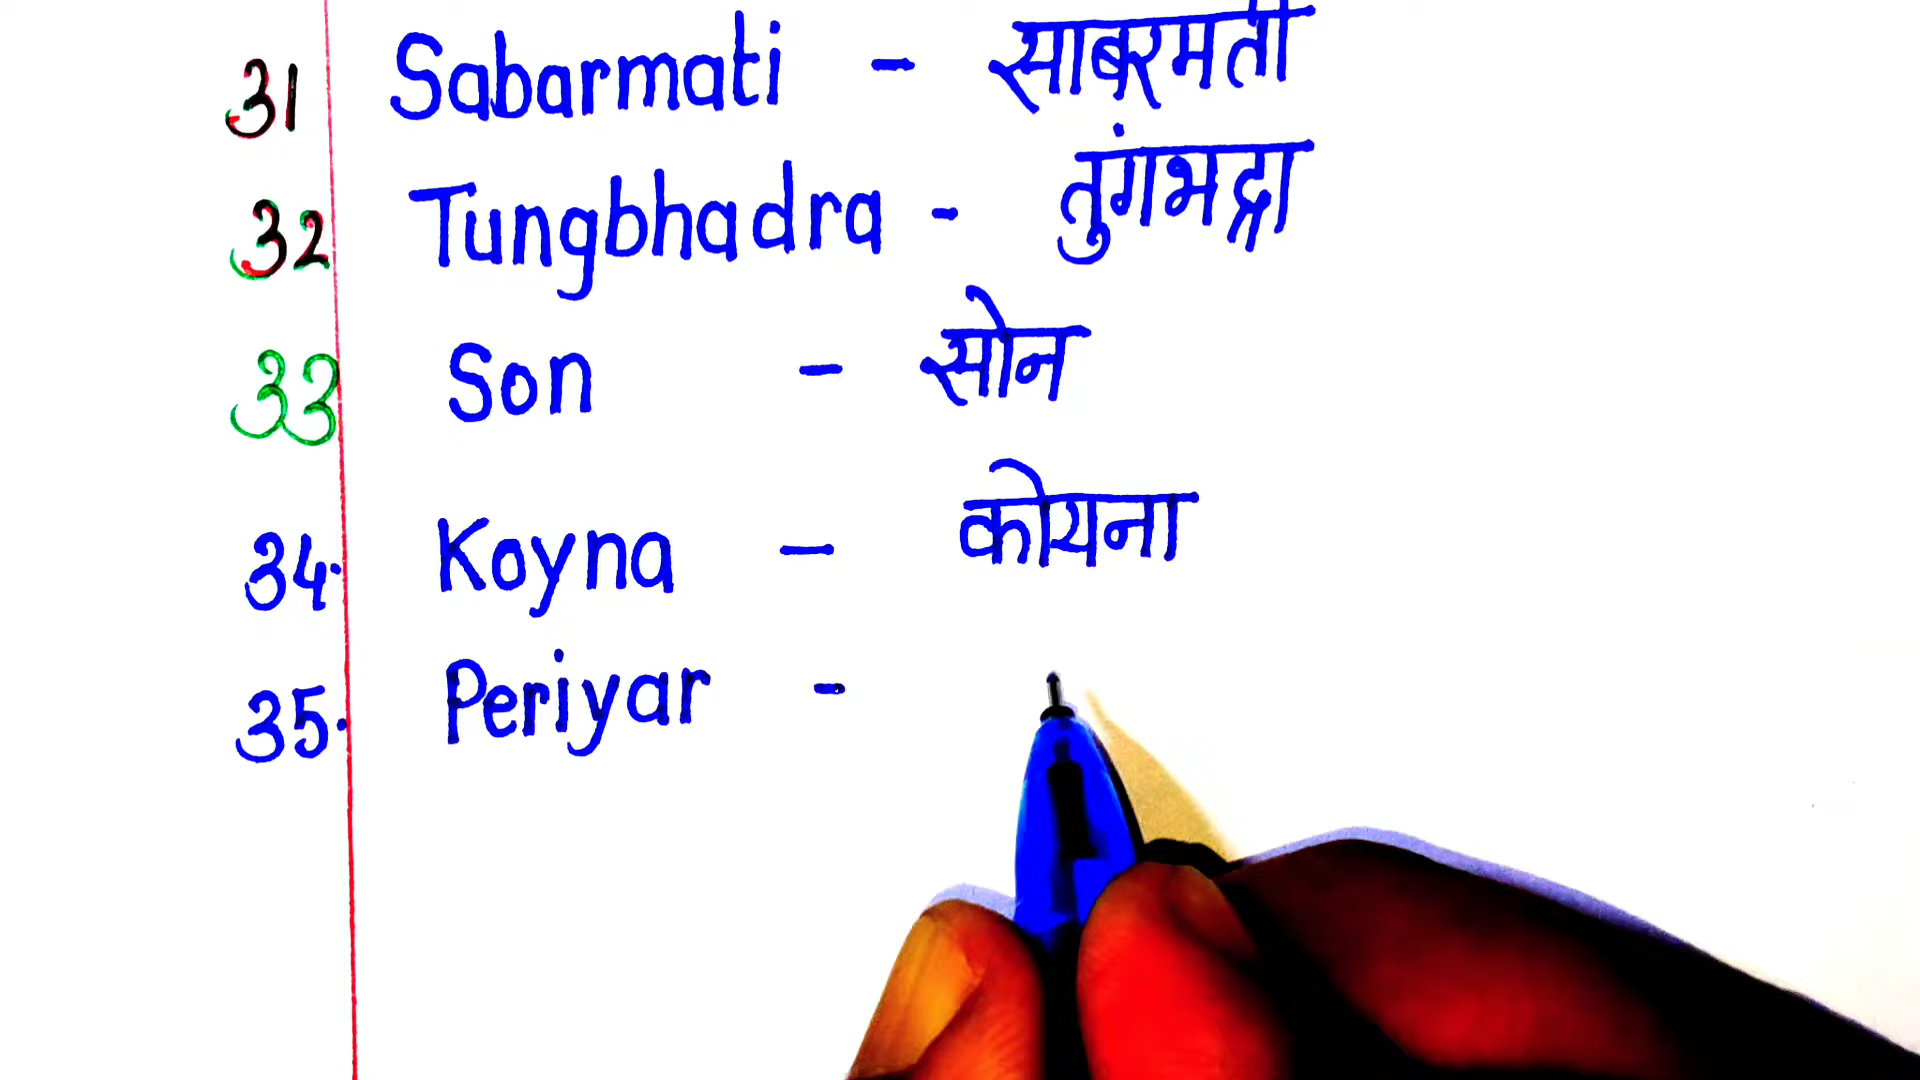 31 Sabarmati - साबरमती
32 Tungbhadra - तुंगभद्रा
33 Son - सोन
34. Koyna - कोयना
35. Periyar -